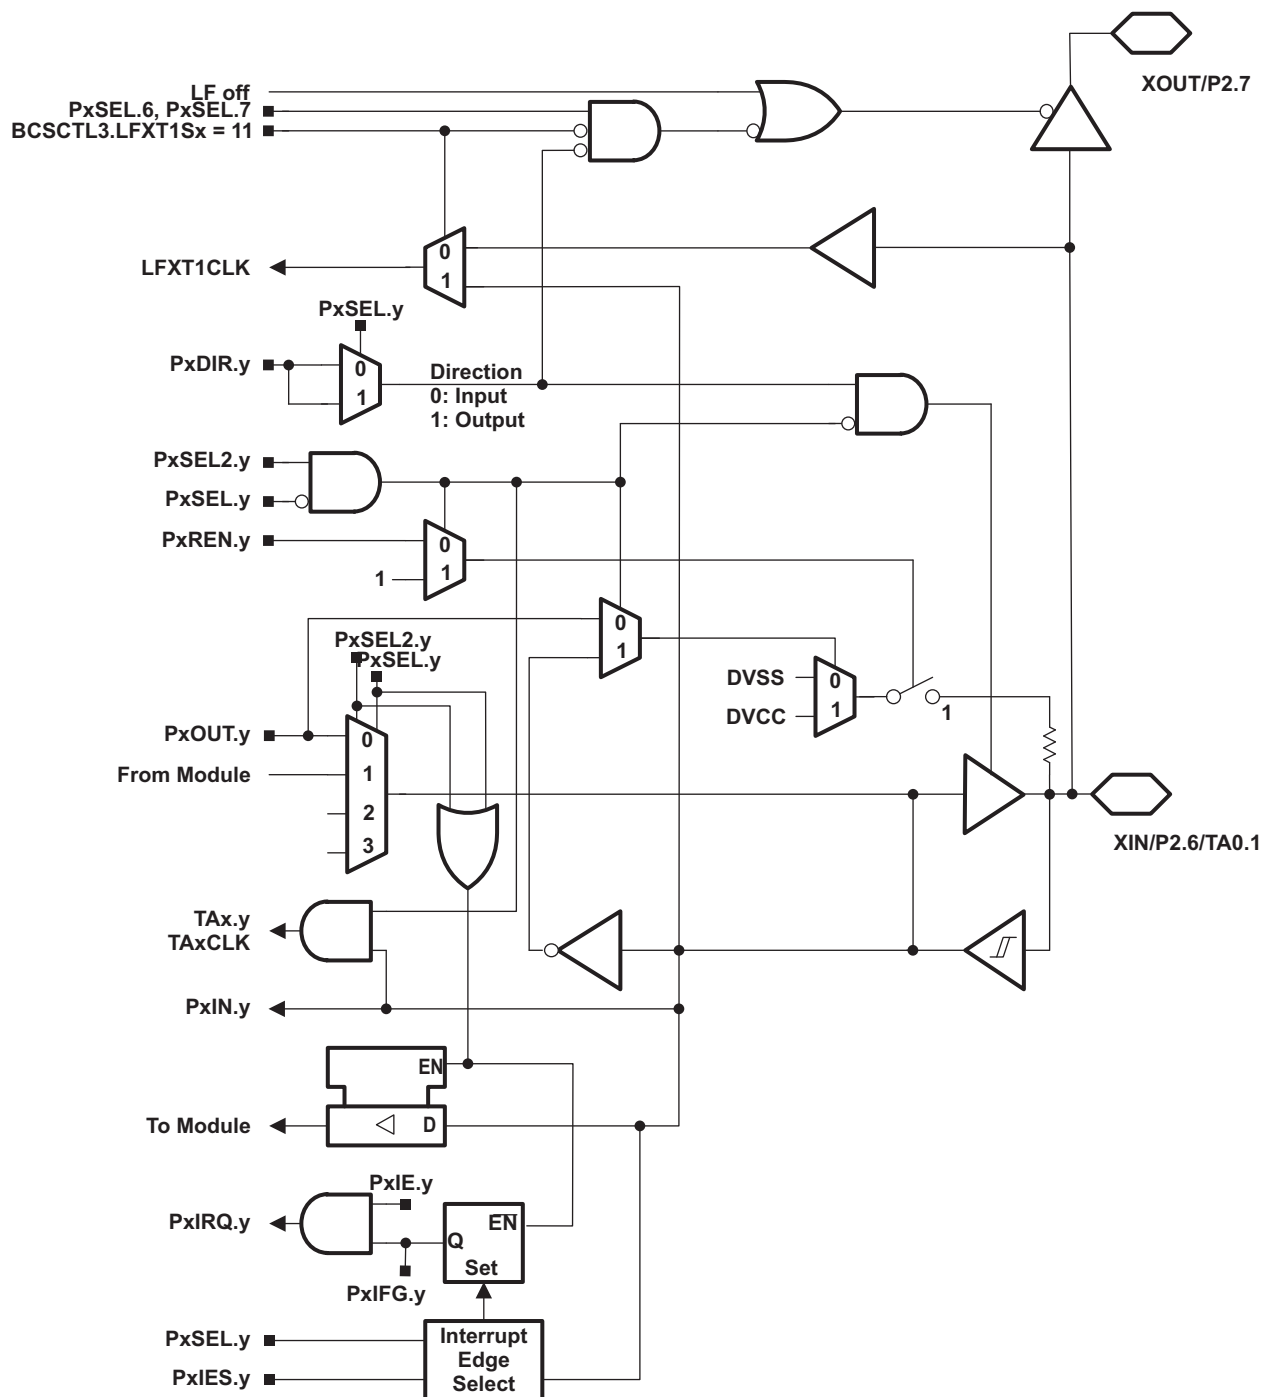 XOUT/P2.7
LF off
PxSEL.6, PxSEL.7
BCSCTL3.LFXT1Sx = 11
0
LFXT1CLK
1
PxSEL.y
PxDIR.y
0
1
Direction
0: Input
1: Output
PxSEL2.y
PxSEL.y
PxREN.y
0
1
1
0
1
PxSEL2.y
PxSEL.y
DVSS
0
DVCC
1
1
PxOUT.y
0
From Module
1
2
3
XIN/P2.6/TA0.1
TAx.y
TAxCLK
PxIN.y
EN
To Module
D
PxIE.y
PxIRQ.y
EN
Q
Set
PxIFG.y
PxSEL.y
PxIES.y
Interrupt
Edge
Select